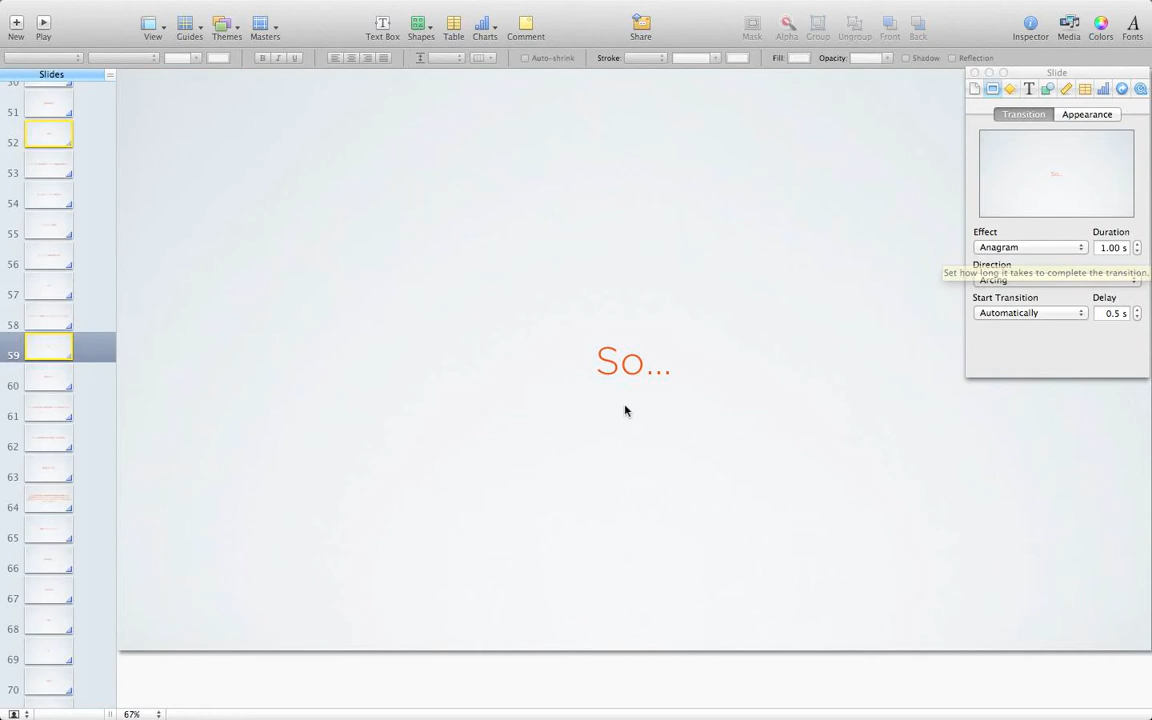 New
Play
View
Guides
Themes
Masters
Text Box
Shapes
Table
Charts
Comment
Share
Mask
Alpha
Group
Ungroup
Front
Back
Inspector
Media
Colors
Fonts
B
I
U
Auto-shrink
Stroke:
Fill:
Opacity:
Shadow
Reflection
Slides
Slide
Transition
Appearance
So...
Effect
Duration
Anagram
1.00 s
Direction
Set how long it takes to complete the transition.
Arcing
Start Transition
Delay
Automatically
0.5 s
So...
51
52
53
54
55
56
57
58
59
60
61
62
63
64
65
66
67
68
69
70
67%